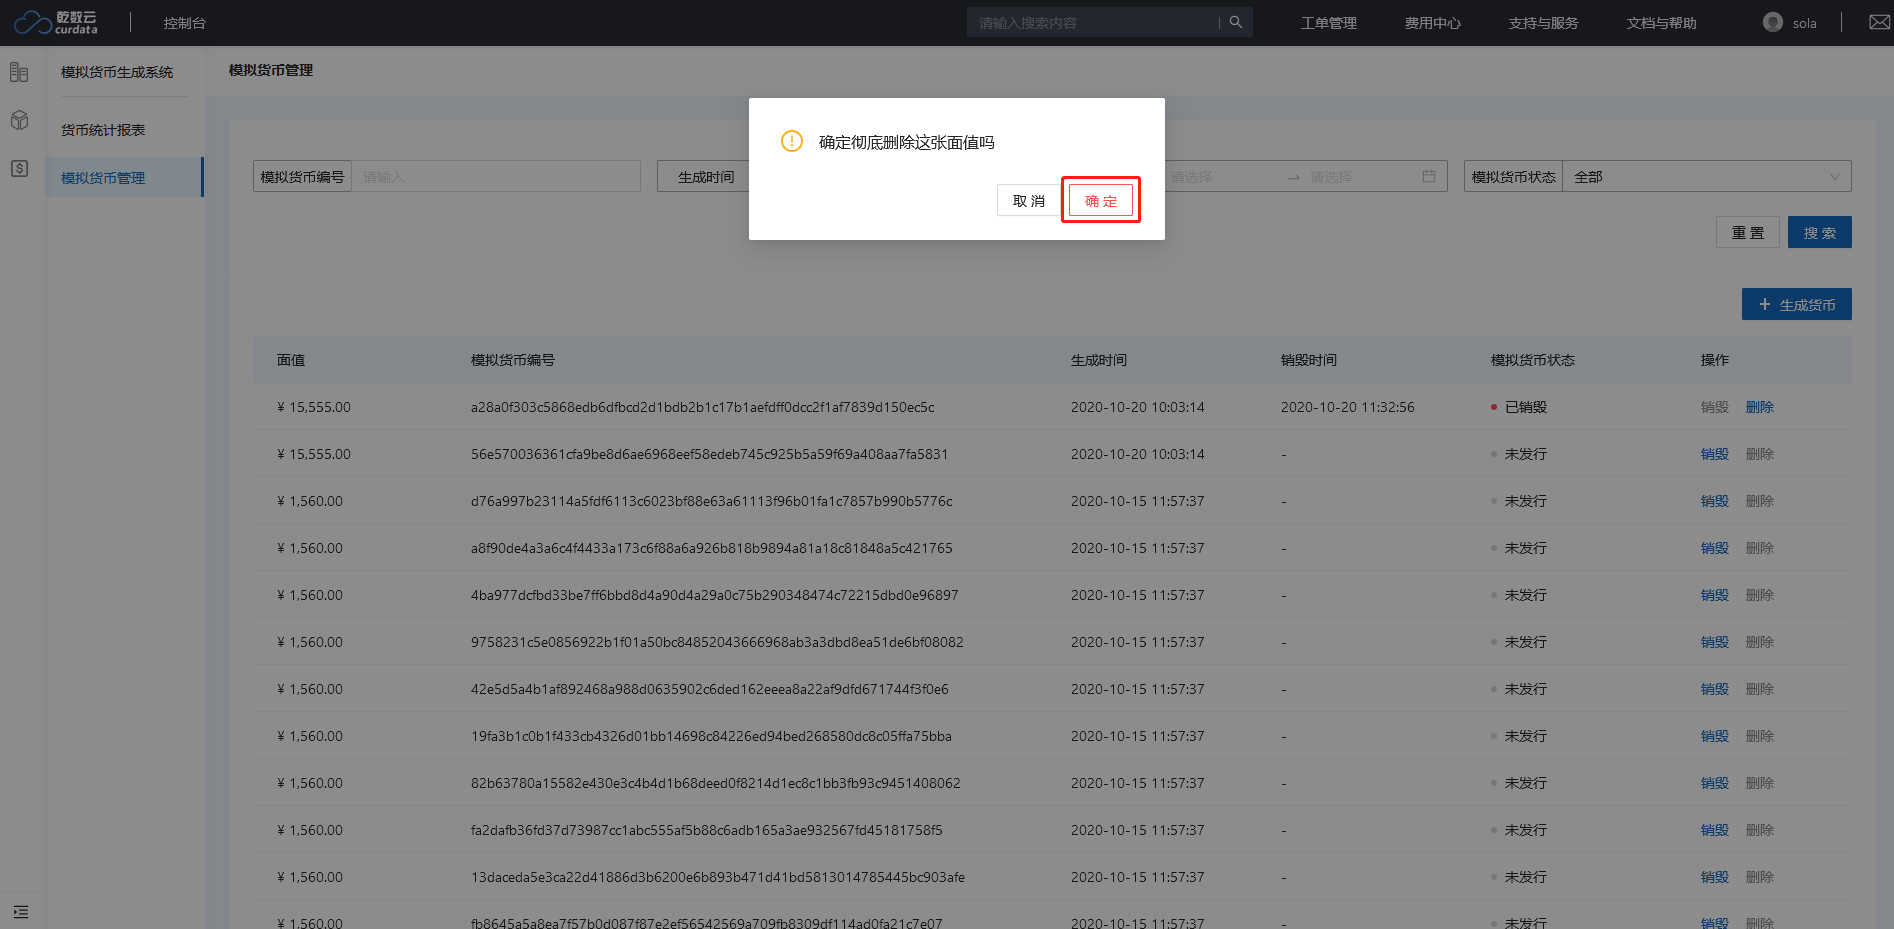 乾数云
curdata
控制台
请输入搜索内容
工单管理
费用中心
支持与服务
文档与帮助
sola
模拟货币生成系统
货币统计报表
模拟货币管理
模拟货币管理
确定彻底删除这张面值吗
取 消
确 定
模拟货币编号
请输入
生成时间
请选择
请选择
模拟货币状态
全部
重 置
搜 索
生成货币
面值 模拟货币编号 生成时间 销毁时间 模拟货币状态 操作
¥ 15,555.00 a28a0f303c5868edb6dfbcd2d1bdb2b1c17b1aefdff0dcc2f1af7839d150ec5c 2020-10-20 10:03:14 2020-10-20 11:32:56 已销毁 销毁 删除
¥ 15,555.00 56e570036361cfa9be8d6ae6968eef58edeb745c925b5a59f69a408aa7fa5831 2020-10-20 10:03:14 - 未发行 销毁 删除
¥ 1,560.00 d76a997b23114a5fdf6113c6023bf88e63a61113f96b01fa1c7857b990b5776c 2020-10-15 11:57:37 - 未发行 销毁 删除
¥ 1,560.00 a8f90de4a3a6c4f4433a173c6f88a6a926b818b9894a81a18c81848a5c421765 2020-10-15 11:57:37 - 未发行 销毁 删除
¥ 1,560.00 4ba977dcfbd33be7ff6bbd8d4a90d4a29a0c75b290348474c72215dbd0e96897 2020-10-15 11:57:37 - 未发行 销毁 删除
¥ 1,560.00 9758231c5e0856922b1f01a50bc84852043666968ab3a3dbd8ea51de6bf08082 2020-10-15 11:57:37 - 未发行 销毁 删除
¥ 1,560.00 42e5d5a4b1af892468a988d0635902c6ded162eeea8a22af9dfd671744f3f0e6 2020-10-15 11:57:37 - 未发行 销毁 删除
¥ 1,560.00 19fa3b1c0b1f433cb4326d01bb14698c84226ed94bed268580dc8c05ffa75bba 2020-10-15 11:57:37 - 未发行 销毁 删除
¥ 1,560.00 82b63780a15582e430e3c4b4d1b68deed0f8214d1ec8c1bb3fb93c9451408062 2020-10-15 11:57:37 - 未发行 销毁 删除
¥ 1,560.00 fa2dafb36fd37d73987cc1abc555af5b88c6adb165a3ae932567fd45181758f5 2020-10-15 11:57:37 - 未发行 销毁 删除
¥ 1,560.00 13daceda5e3ca22d41886d3b6200e6b893b471d41bd5813014785445bc903afe 2020-10-15 11:57:37 - 未发行 销毁 删除
¥ 1,560.00 fb8645a5a8ea7f57b0d087f87e2ef56542569a709fb8309df114ad0fa21c7e07 2020-10-15 11:57:37 - 未发行 销毁 删除